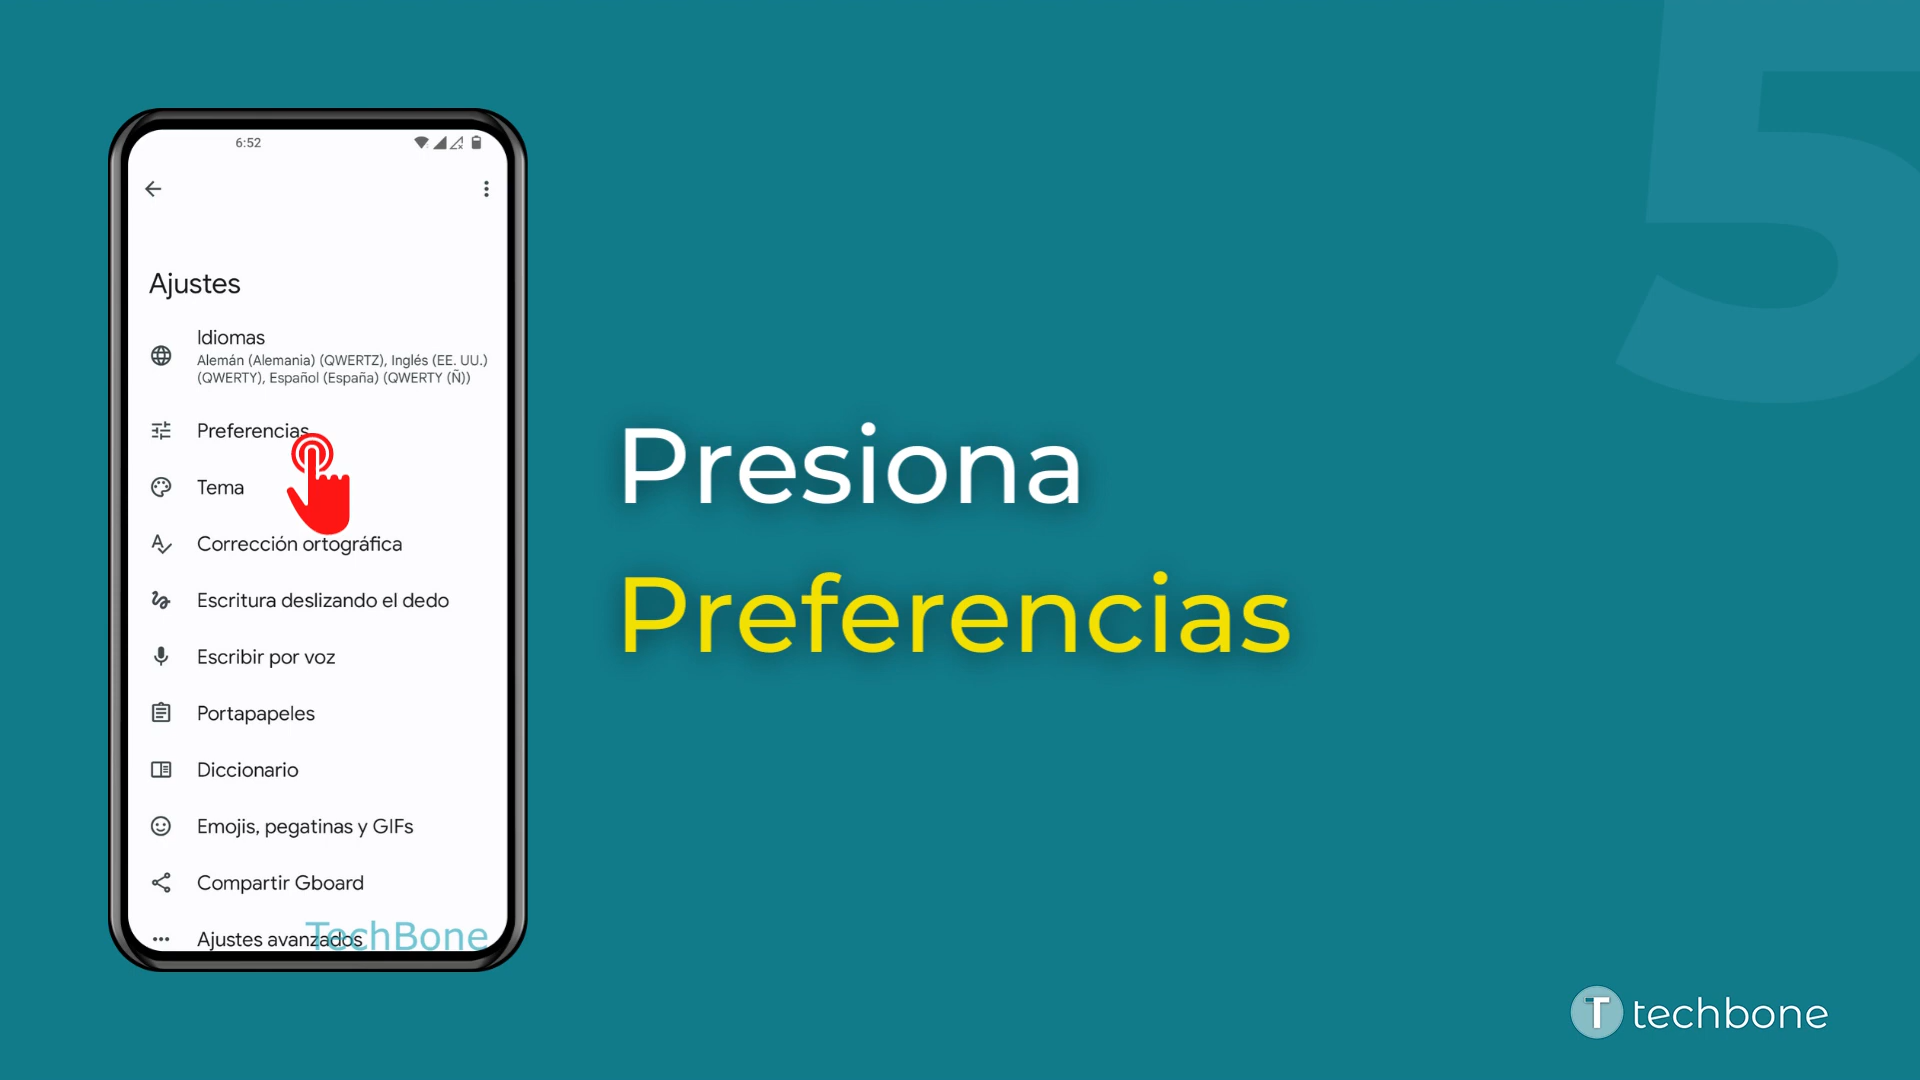 5
6:52
Ajustes
Idiomas
Alemán (Alemania) (QWERTZ), Inglés (EE. UU.)
(QWERTY), Español (España) (QWERTY (Ñ))
Preferencias
Tema
Corrección ortográfica
Escritura deslizando el dedo
Escribir por voz
Portapapeles
Diccionario
Emojis, pegatinas y GIFs
Compartir Gboard
Ajustes avanzados
TechBone
Presiona
Preferencias
T techbone